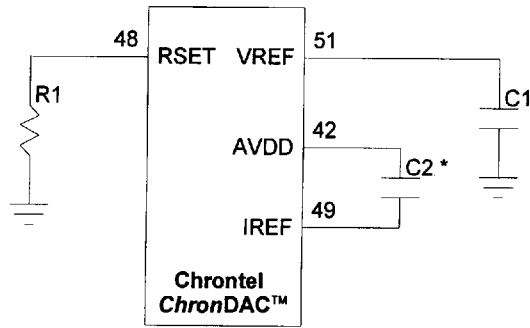 48
51
RSET
VREF
R1
C1
42
AVDD
C2 *
49
IREF
Chrontel
ChronDAC™